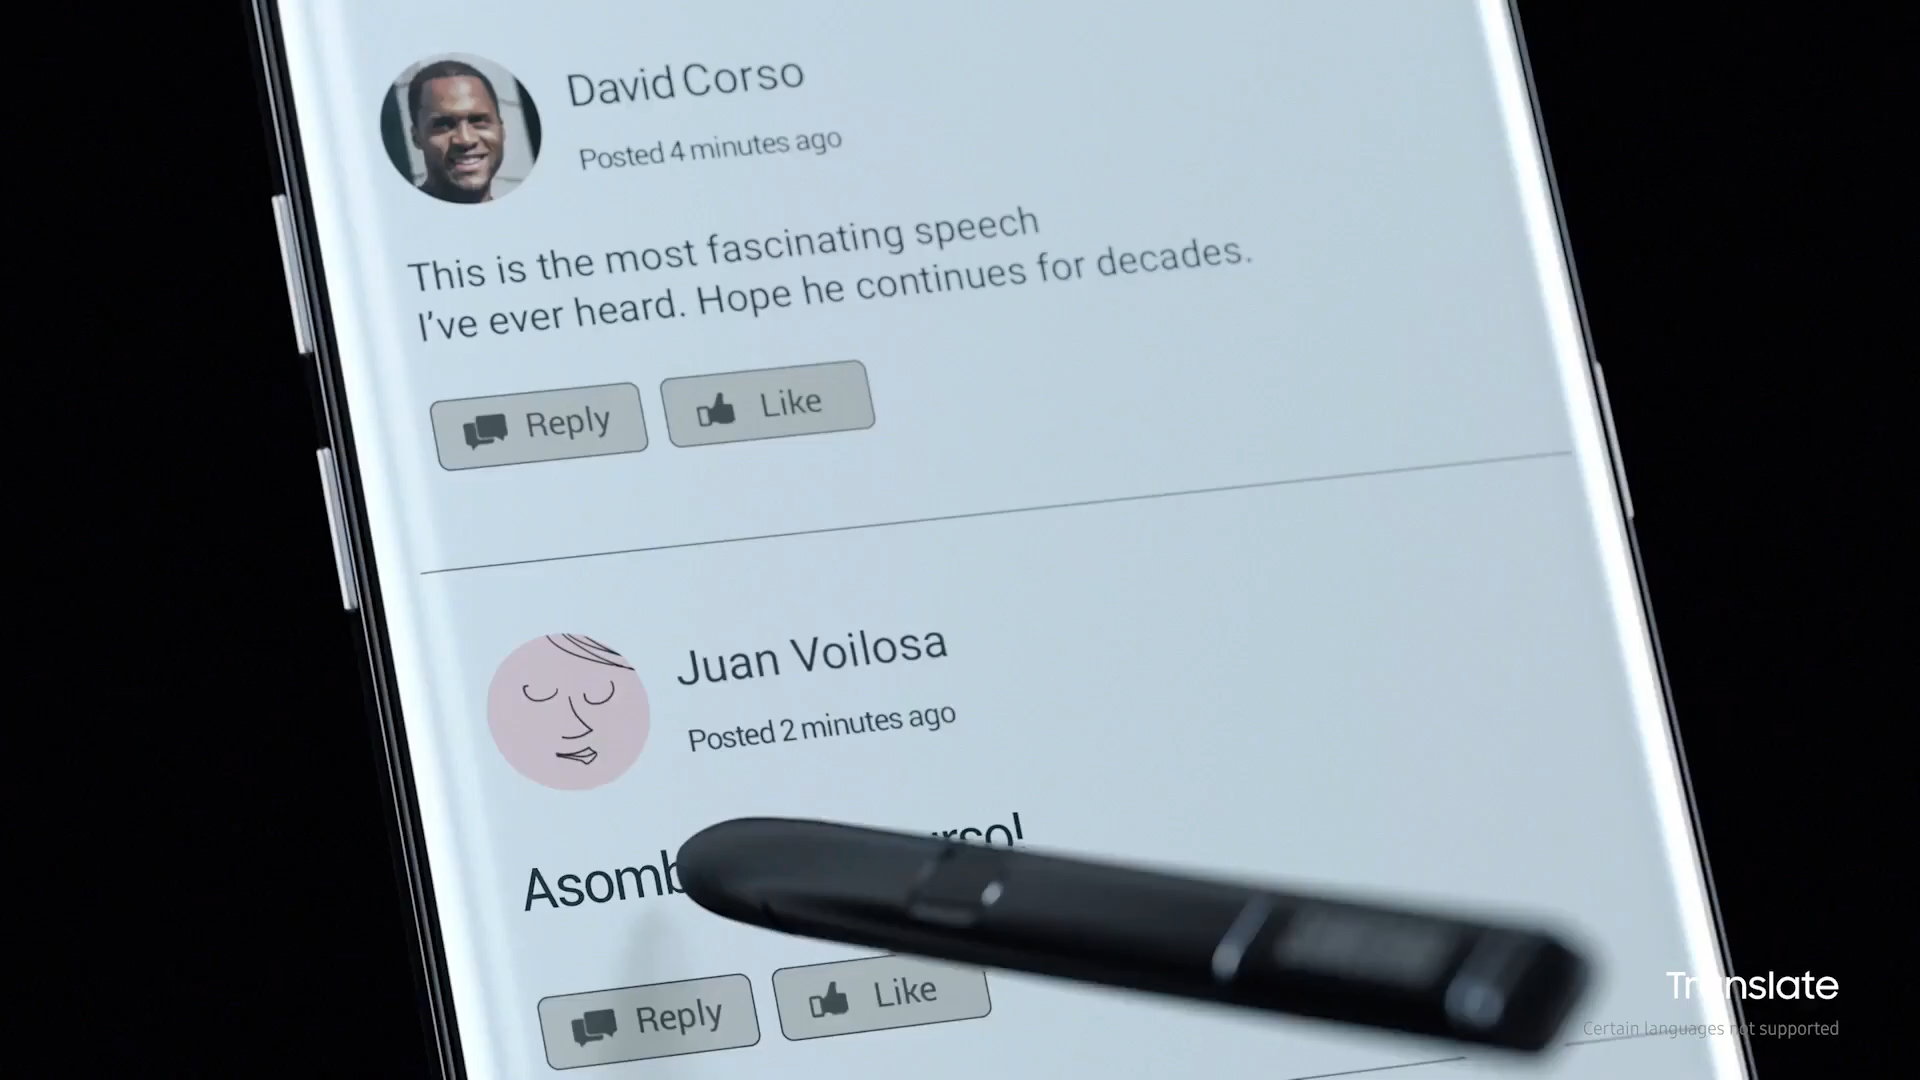 David Corso
Posted 4 minutes ago
This is the most fascinating speech
I've ever heard. Hope he continues for decades.
Reply
Like
Juan Voilosa
Posted 2 minutes ago
Reply
Like
Translate
Certain languages not supported